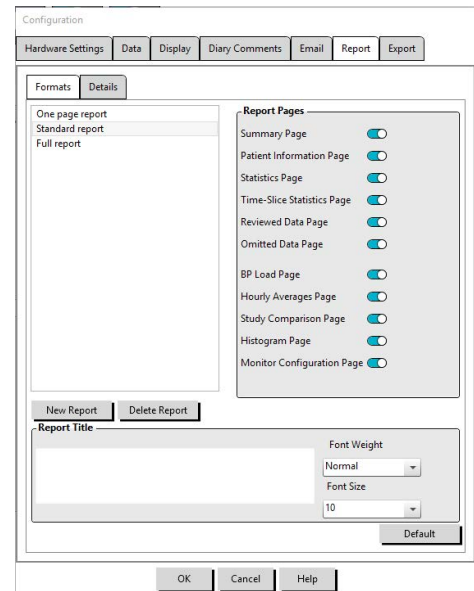 Configuration
Hardware Settings Data Display Diary Comments Email Report Export
Formats Details
One page report
Standard report
Full report
Report Pages
Summary Page
Patient Information Page
Statistics Page
Time-Slice Statistics Page
Reviewed Data Page
Omitted Data Page
BP Load Page
Hourly Averages Page
Study Comparison Page
Histogram Page
Monitor Configuration Page
New Report Delete Report
Report Title
Font Weight
Normal
Font Size
10
Default
OK Cancel Help